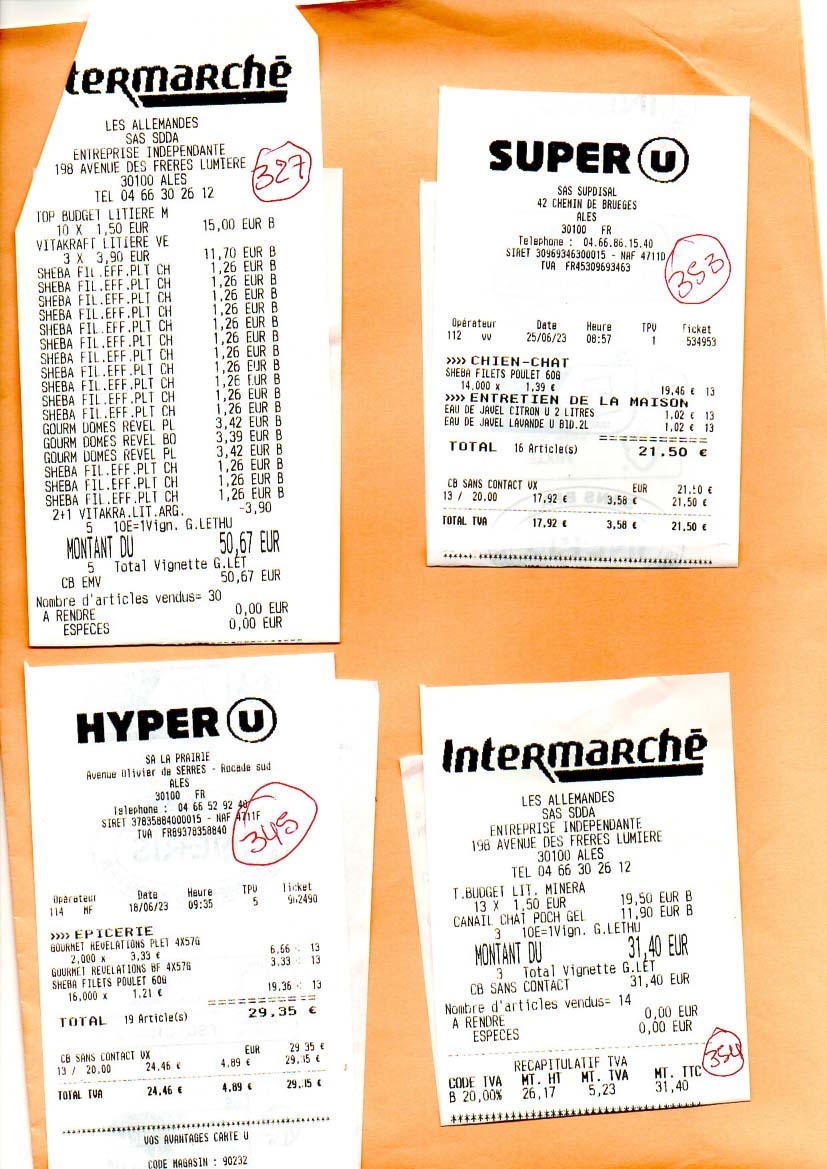 ntermarchē
LES ALLEMANDES
SAS SDDA
ENTREPRISE INDEPENDANTE
198 AVENUE DES FRERES LUMIERE
30100 ALES
TEL 04 66 30 26 12
327
TOP BUDGET LITIERE M
10 X 1,50 EUR 15,00 EUR B
VITAKRAFT LITIERE VE
3 X 3,90 EUR 11,70 EUR B
SHEBA FIL.EFF.PLT CH 1,26 EUR B
SHEBA FIL.EFF.PLT CH 1,26 EUR B
SHEBA FIL.EFF.PLT CH 1,26 EUR B
SHEBA FIL.EFF.PLT CH 1,26 EUR B
SHEBA FIL.EFF.PLT CH 1,26 EUR B
SHEBA FIL.EFF.PLT CH 1,26 EUR B
SHEBA FIL.EFF.PLT CH 1,26 EUR B
SHEBA FIL.EFF.PLT CH 1,26 EUR B
SHEBA FIL.EFF.PLT CH 1,26 EUR B
SHEBA FIL.EFF.PLT CH 1,26 EUR B
SHEBA FIL.EFF.PLT CH 1,26 EUR B
GOURM DOMES REVEL PL 3,42 EUR B
GOURM DOMES REVEL BO 3,39 EUR B
GOURM DOMES REVEL PL 3,42 EUR B
SHEBA FIL.EFF.PLT CH 1,26 EUR B
SHEBA FIL.EFF.PLT CH 1,26 EUR B
SHEBA FIL.EFF.PLT CH 1,26 EUR B
2+1 VITAKRA.LIT.ARG. -3,90
5 10E=1Vign. G.LETHU
MONTANT DU 50,67 EUR
5 Total Vignette G.LET
CB EMV 50,67 EUR
Nombre d'articles vendus= 30
A RENDRE 0,00 EUR
ESPECES 0,00 EUR
SUPER U
SAS SUPDISAL
42 CHEMIN DE BRUEGES
ALES
30100 FR
Telephone : 04.66.86.15.40
SIRET 30969346300015 - NAF 4711D
TVA FR45309693463
353
Opérateur Date Heure TPV Ticket
112 VV 25/06/23 08:57 1 534953
>>>> CHIEN-CHAT
SHEBA FILETS POULET 60G
14.000 x 1,39 € 19,46 € 13
>>>> ENTRETIEN DE LA MAISON
EAU DE JAVEL CITRON U 2 LITRES 1,02 € 13
EAU DE JAVEL LAVANDE U BID.2L 1,02 € 13
===========
TOTAL 16 Article(s) 21,50 €
CB SANS CONTACT VX EUR 21,50 €
13 / 20,00 17,92 € 3,58 € 21,50 €
TOTAL TVA 17,92 € 3,58 € 21,50 €
HYPER U
SA LA PRAIRIE
Avenue Olivier de SERRES - Rocade sud
ALES
30100 FR
Telephone : 04 66 52 92 40
SIRET 37835884000015 - NAF 4711F
TVA FR69378358840
345
Opérateur Date Heure TPV Ticket
114 MF 18/06/23 09:35 5 902490
>>>> EPICERIE
GOURMET REVELATIONS PLET 4X57G
2,000 x 3,33 € 6,66 € 13
GOURMET REVELATIONS BF 4X57G 3,33 € 13
SHEBA FILETS POULET 60G
16,000 x 1,21 € 19,36 € 13
===========
TOTAL 19 Article(s) 29,35 €
CB SANS CONTACT VX EUR 29,35 €
13 / 20,00 24,46 € 4,89 € 29,35 €
TOTAL TVA 24,46 € 4,89 € 29,35 €
****************************************
VOS AVANTAGES CARTE U
CODE MAGASIN : 90232
Intermarchē
LES ALLEMANDES
SAS SDDA
ENTREPRISE INDEPENDANTE
198 AVENUE DES FRERES LUMIERE
30100 ALES
TEL 04 66 30 26 12
T.BUDGET LIT. MINERA
13 X 1,50 EUR 19,50 EUR B
CANAIL CHAT POCH GEL 11,90 EUR B
3 10E=1Vign. G.LETHU
MONTANT DU 31,40 EUR
3 Total Vignette G.LET
CB SANS CONTACT 31,40 EUR
Nombre d'articles vendus= 14
A RENDRE 0,00 EUR
ESPECES 0,00 EUR
354
RECAPITULATIF TVA
CODE TVA MT. HT MT. TVA MT. TTC
B 20,00% 26,17 5,23 31,40